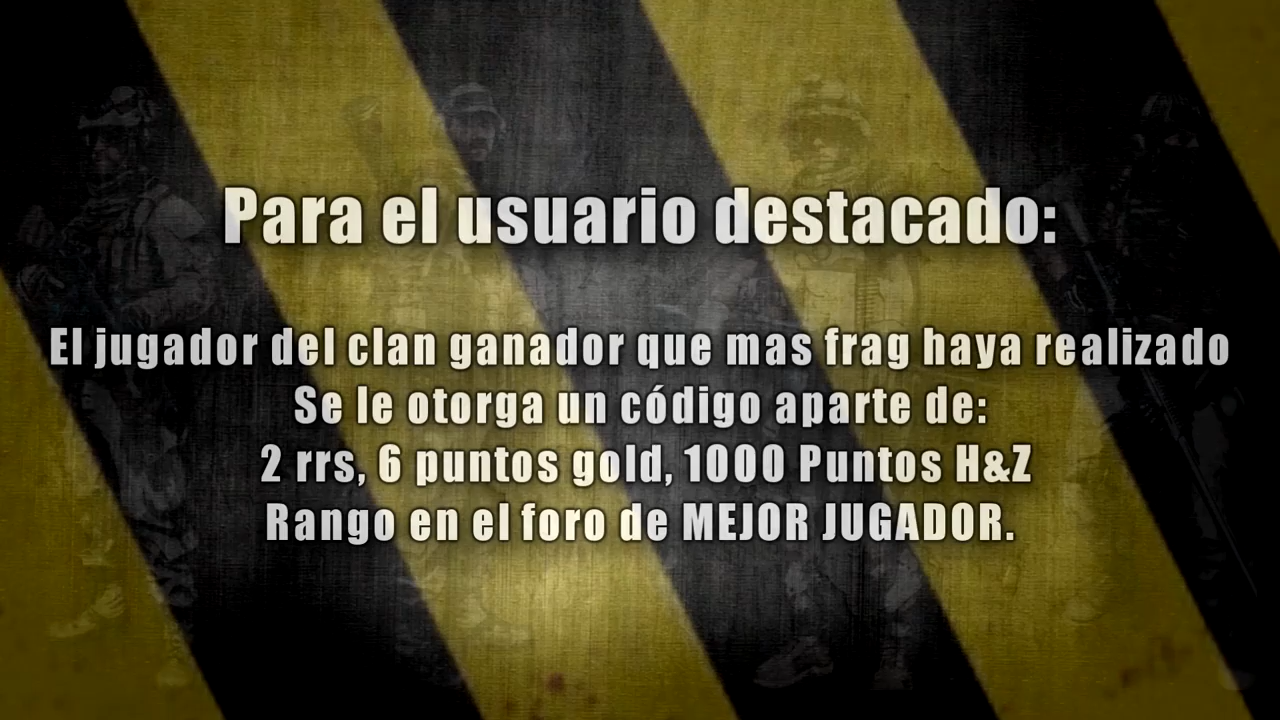 Para el usuario destacado:
El jugador del clan ganador que mas frag haya realizado
Se le otorga un código aparte de:
2 rrs, 6 puntos gold, 1000 Puntos H&Z
Rango en el foro de MEJOR JUGADOR.